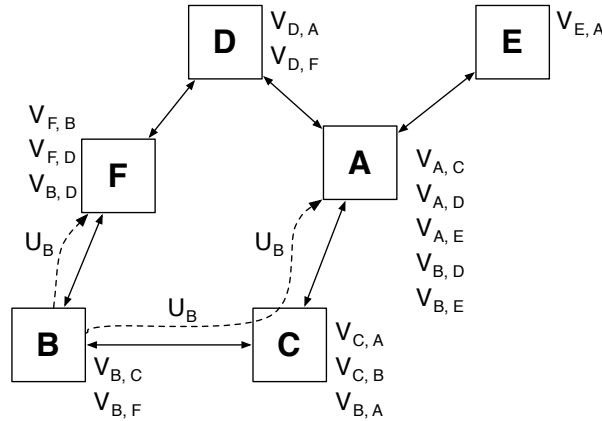 D
V_D, A
V_D, F
E
V_E, A
V_F, B
V_F, D
V_B, D
F
A
V_A, C
V_A, D
V_A, E
V_B, D
V_B, E
U_B
U_B
U_B
B
V_B, C
V_B, F
C
V_C, A
V_C, B
V_B, A